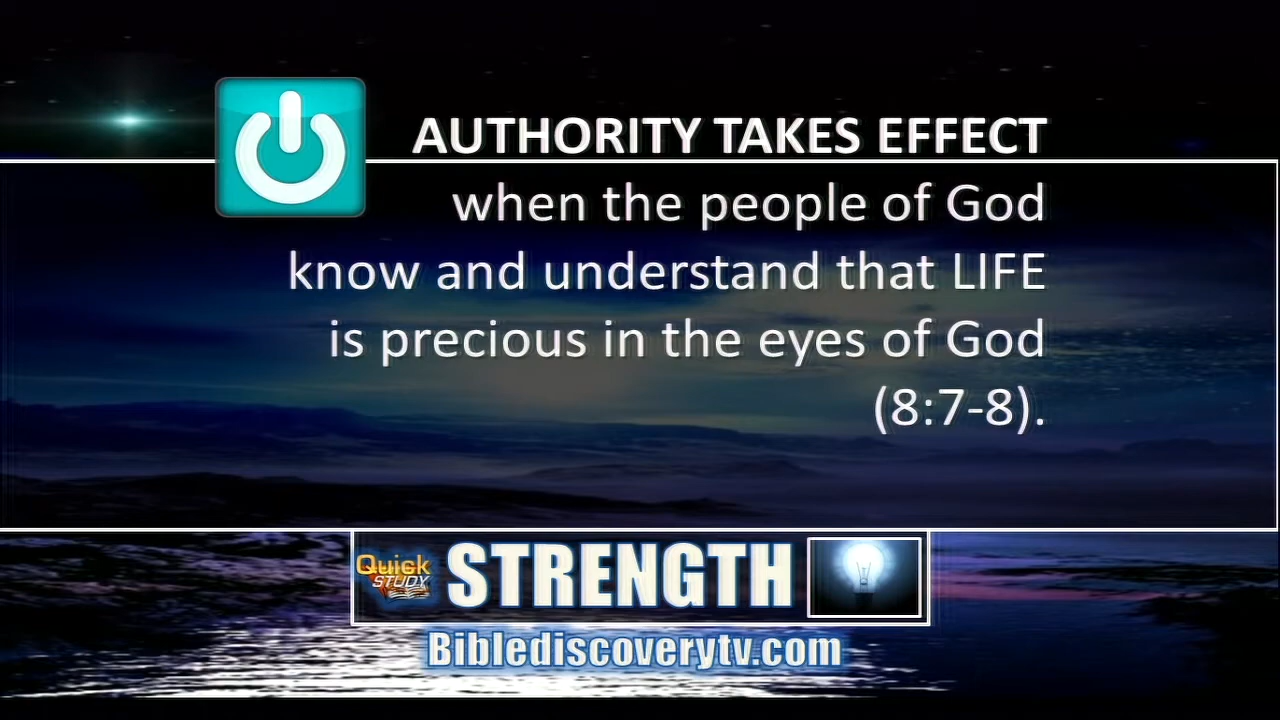 AUTHORITY TAKES EFFECT
when the people of God
know and understand that LIFE
is precious in the eyes of God
(8:7-8).
Quick
STUDY
STRENGTH
Biblediscoverytv.com